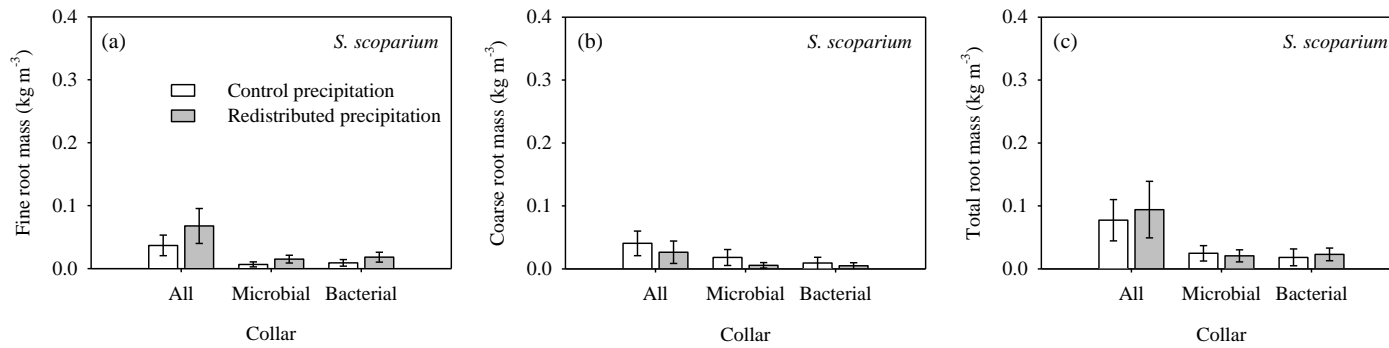 (a)
S. scoparium
Fine root mass (kg m-3)
0.4
0.3
0.2
0.1
0.0
Control precipitation
Redistributed precipitation
All Microbial Bacterial
Collar
(b)
S. scoparium
Coarse root mass (kg m-3)
0.4
0.3
0.2
0.1
0.0
All Microbial Bacterial
Collar
(c)
S. scoparium
Total root mass (kg m-3)
0.4
0.3
0.2
0.1
0.0
All Microbial Bacterial
Collar